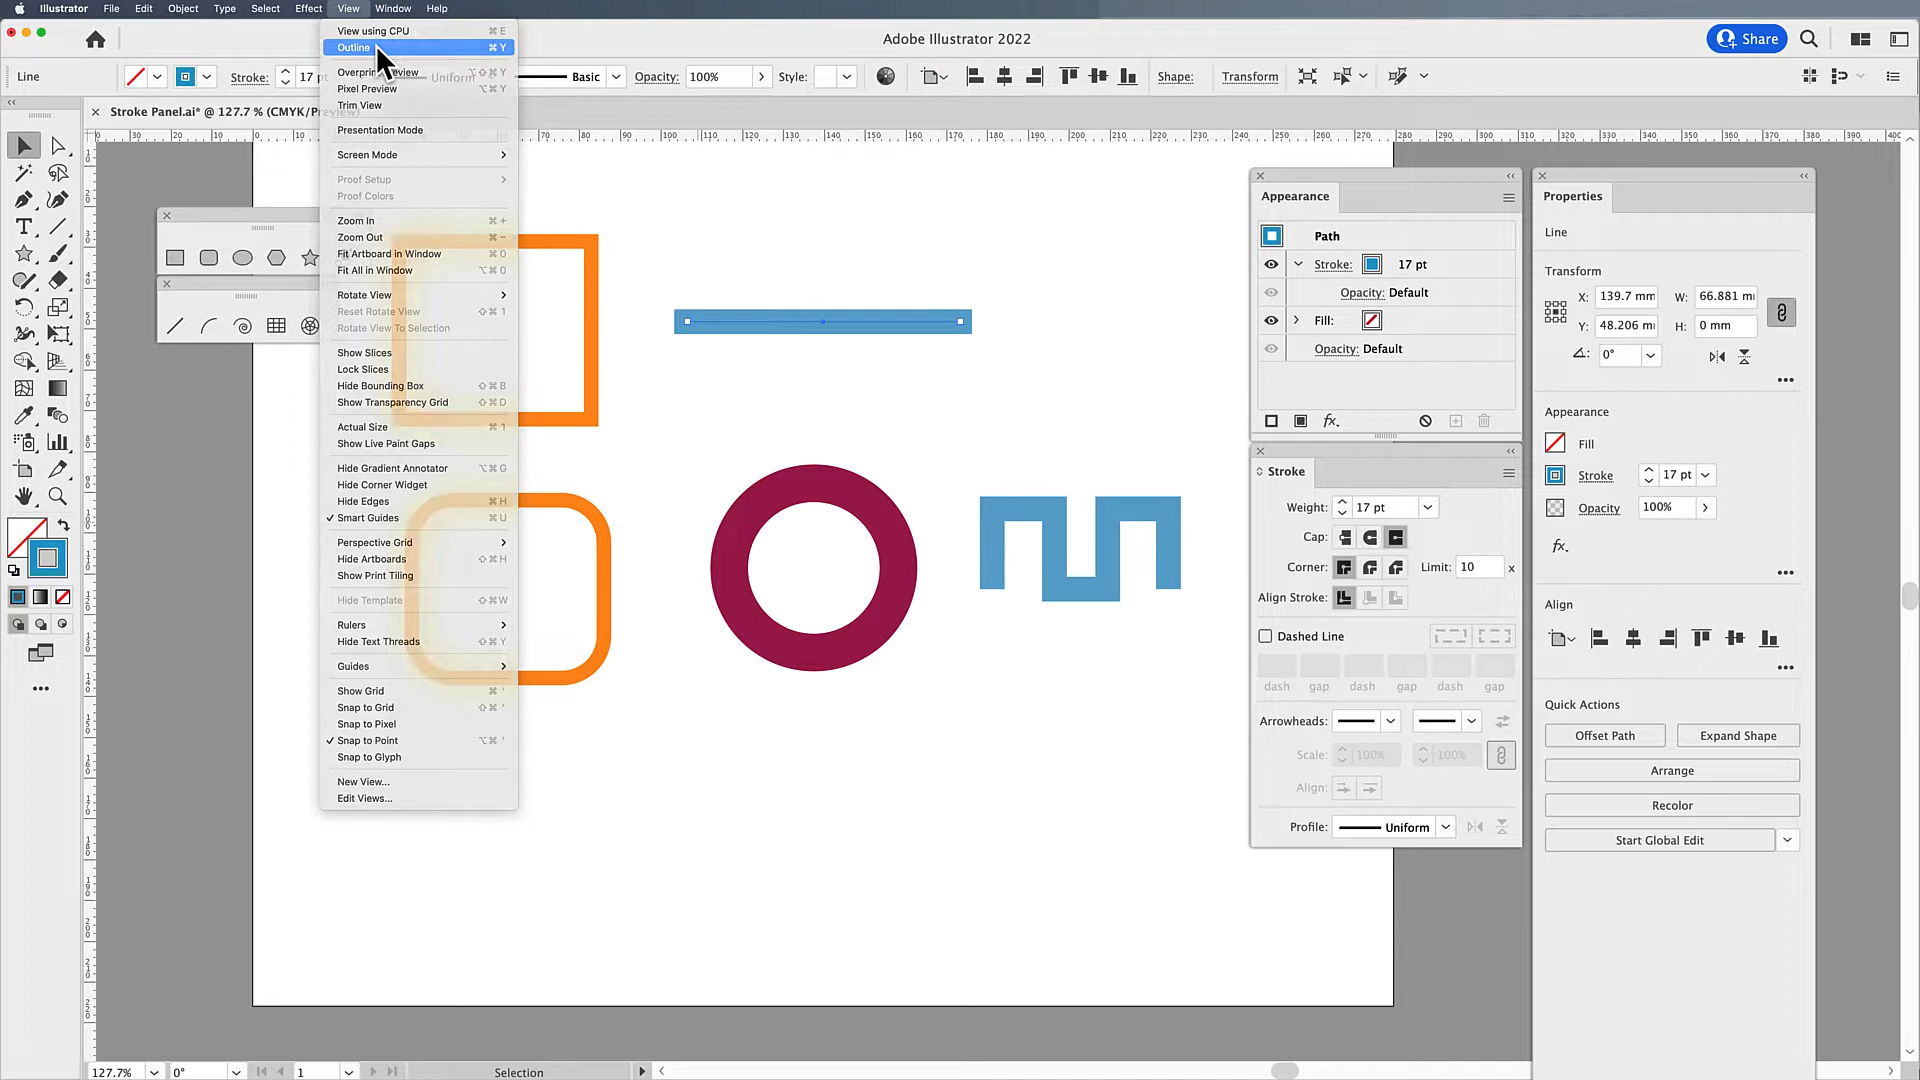 Illustrator File Edit Object Type Select Effect View Window Help
Adobe Illustrator 2022
Share
Line Stroke: 17 pt Uniform Basic Opacity: 100% Style: Shape: Transform
Stroke Panel.ai* @ 127.7 % (CMYK/Preview)
View using CPU ⌘E
Outline ⌘Y
Overprint Preview ⌥⇧⌘Y
Pixel Preview ⌥⌘Y
Trim View
Presentation Mode
Screen Mode
Proof Setup
Proof Colors
Zoom In ⌘+
Zoom Out ⌘−
Fit Artboard in Window ⌘0
Fit All in Window ⌥⌘0
Rotate View
Reset Rotate View ⇧⌘1
Rotate View To Selection
Show Slices
Lock Slices
Hide Bounding Box ⇧⌘B
Show Transparency Grid ⇧⌘D
Actual Size ⌘1
Show Live Paint Gaps
Hide Gradient Annotator ⌥⌘G
Hide Corner Widget
Hide Edges ⌘H
✓ Smart Guides ⌘U
Perspective Grid
Hide Artboards ⇧⌘H
Show Print Tiling
Hide Template ⇧⌘W
Rulers
Hide Text Threads ⇧⌘Y
Guides
Show Grid ⌘'
Snap to Grid ⇧⌘'
Snap to Pixel
✓ Snap to Point ⌥⌘'
Snap to Glyph
New View...
Edit Views...
Appearance
Path
Stroke: 17 pt
Opacity: Default
Fill:
Opacity: Default
fx.
Stroke
Weight: 17 pt
Cap:
Corner: Limit: 10 x
Align Stroke:
Dashed Line
dash gap dash gap dash gap
Arrowheads:
Scale: 100% 100%
Align:
Profile: Uniform
Properties
Line
Transform
X: 139.7 mm W: 66.881 m
Y: 48.206 m H: 0 mm
0°
Appearance
Fill
Stroke 17 pt
Opacity 100%
fx.
Align
Quick Actions
Offset Path Expand Shape
Arrange
Recolor
Start Global Edit
127.7% 0° 1 Selection